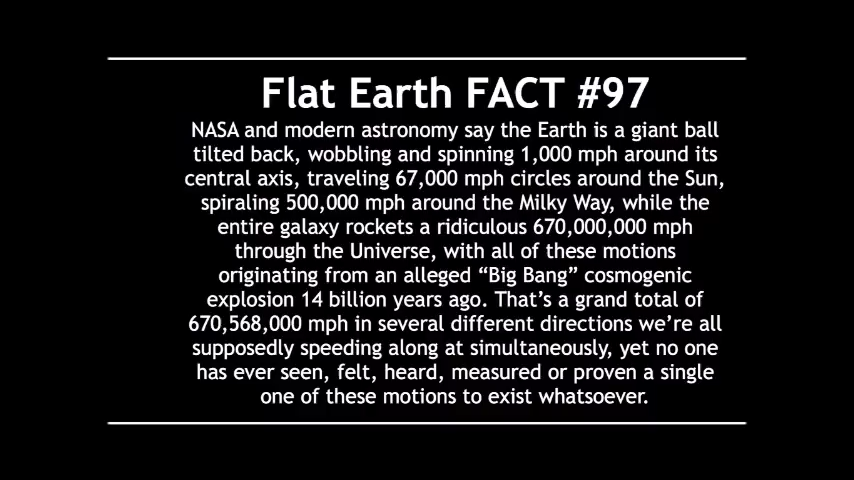 Flat Earth FACT #97
NASA and modern astronomy say the Earth is a giant ball
tilted back, wobbling and spinning 1,000 mph around its
central axis, traveling 67,000 mph circles around the Sun,
spiraling 500,000 mph around the Milky Way, while the
entire galaxy rockets a ridiculous 670,000,000 mph
through the Universe, with all of these motions
originating from an alleged “Big Bang” cosmogenic
explosion 14 billion years ago. That’s a grand total of
670,568,000 mph in several different directions we’re all
supposedly speeding along at simultaneously, yet no one
has ever seen, felt, heard, measured or proven a single
one of these motions to exist whatsoever.